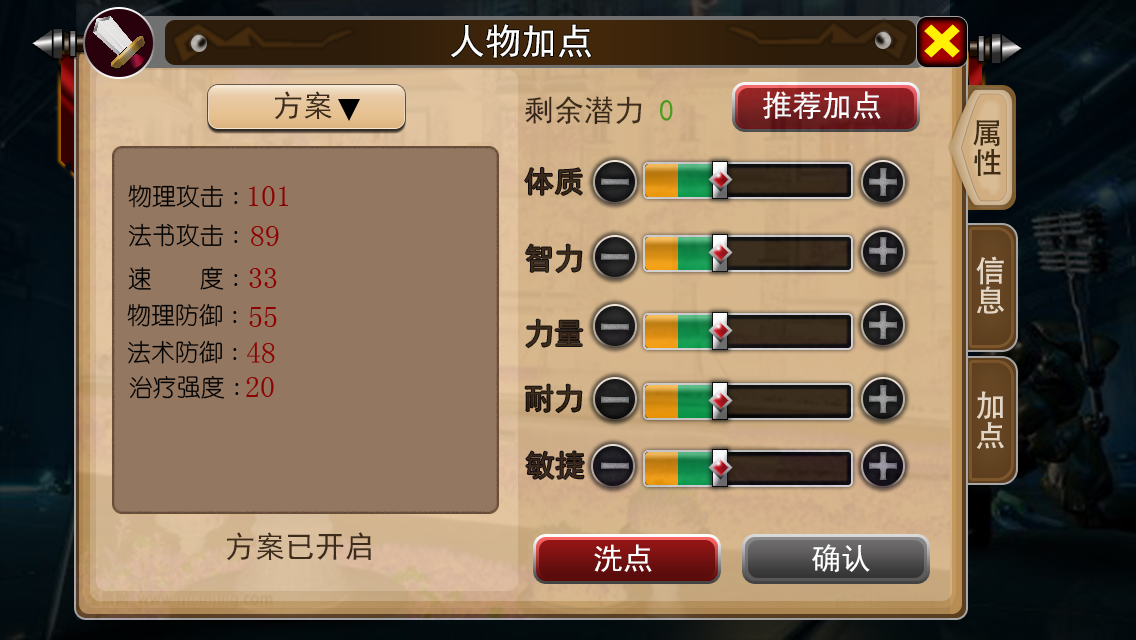 人物加点
方案▼
剩余潜力 0
推荐加点
物理攻击：101
法书攻击：89
速 度：33
物理防御：55
法术防御：48
治疗强度：20
方案已开启
体质
智力
力量
耐力
敏捷
洗点
确认
属性
信息
加点